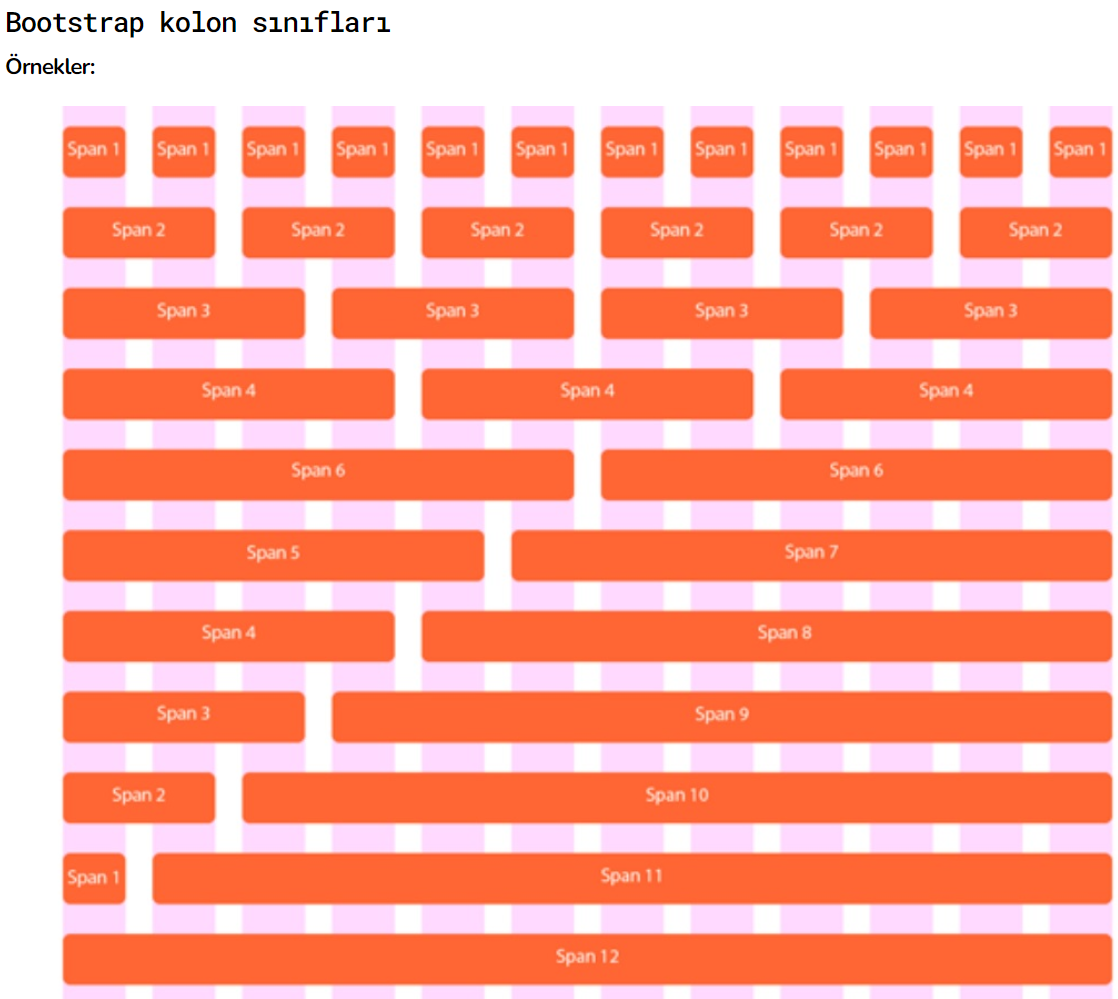 Bootstrap kolon sınıfları
Örnekler:
Span 1 Span 1 Span 1 Span 1 Span 1 Span 1 Span 1 Span 1 Span 1 Span 1 Span 1 Span 1
Span 2 Span 2 Span 2 Span 2 Span 2 Span 2
Span 3 Span 3 Span 3 Span 3
Span 4 Span 4 Span 4
Span 6 Span 6
Span 5 Span 7
Span 4 Span 8
Span 3 Span 9
Span 2 Span 10
Span 1 Span 11
Span 12